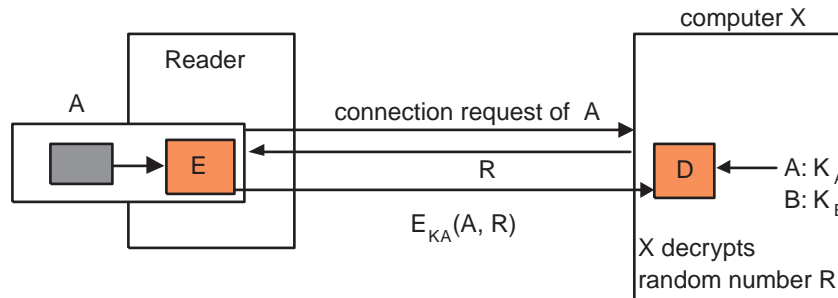 computer X
Reader
A
connection request of A
E
R
D
A: K
B: K
E_KA(A, R)
X decrypts
random number R